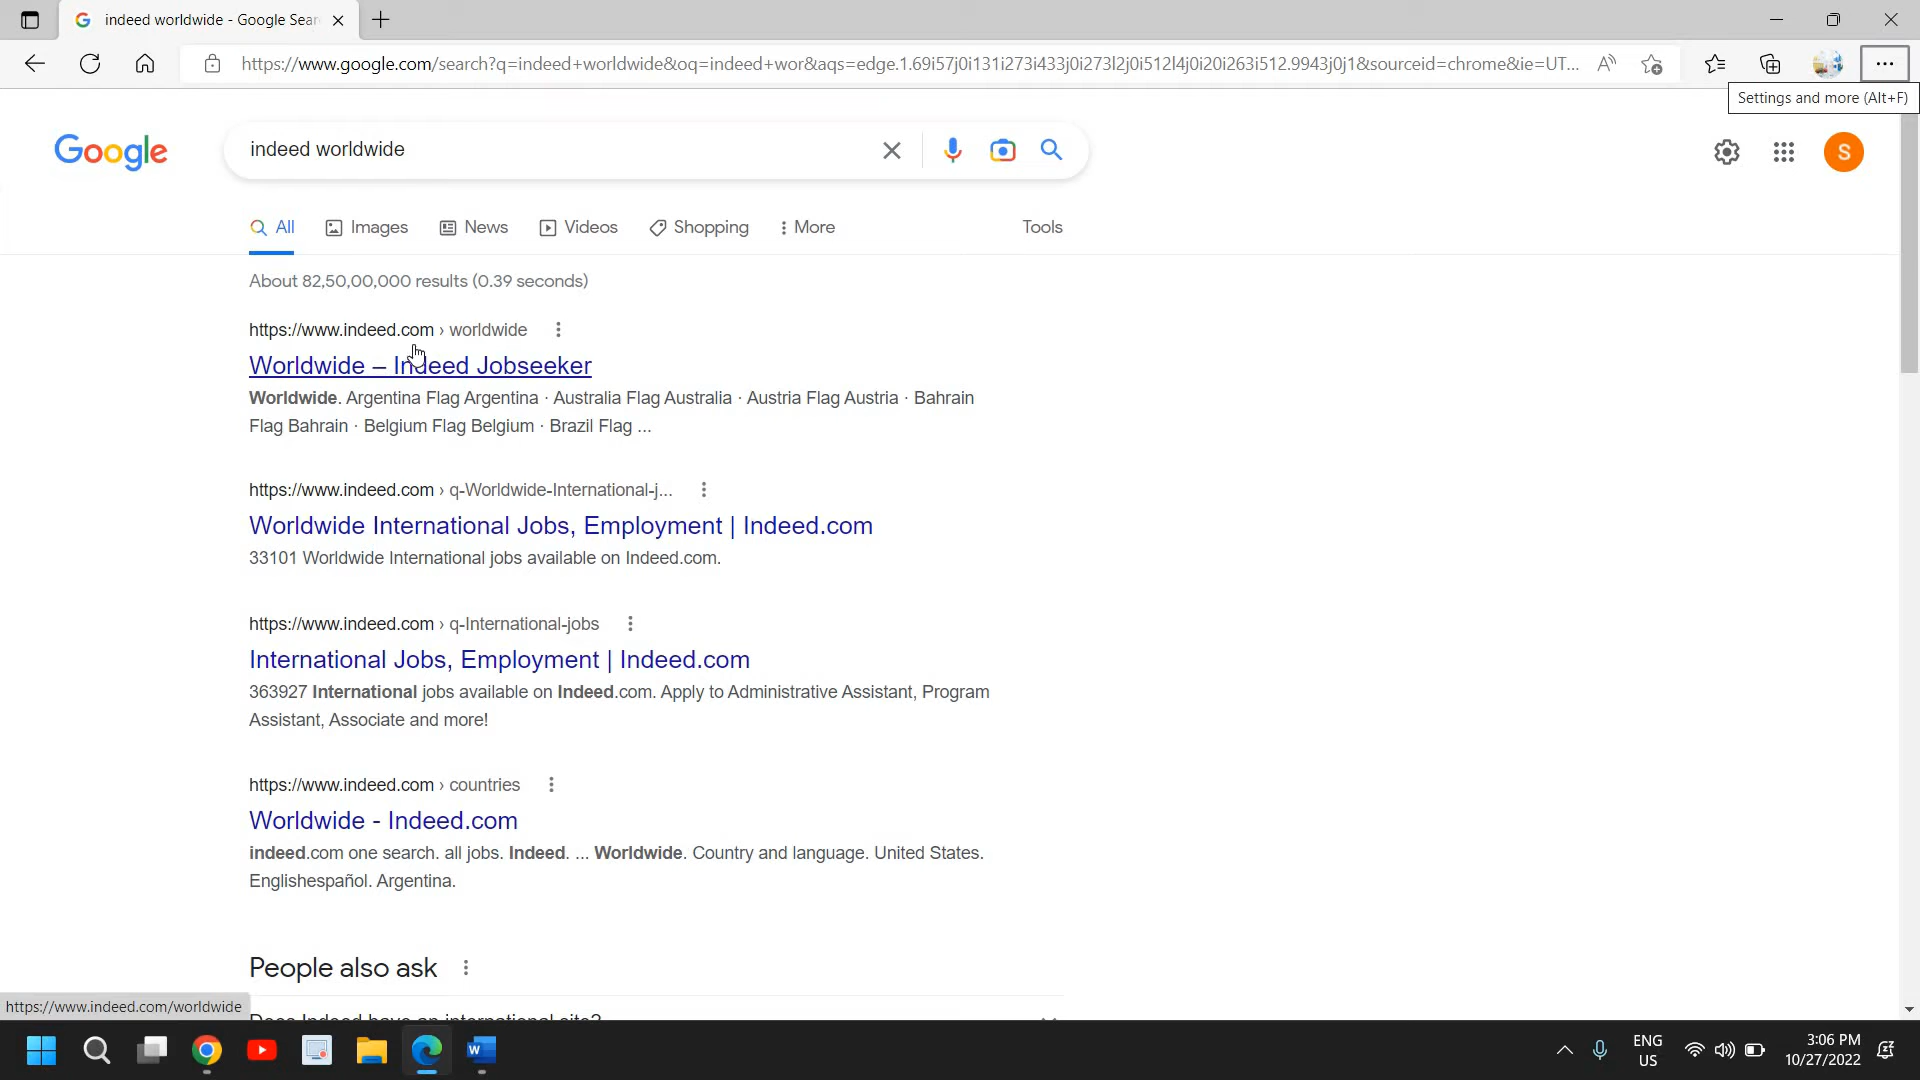 indeed worldwide - Google Sear
https://www.google.com/search?q=indeed+worldwide&oq=indeed+wor&aqs=edge.1.69i57j0i131i273i433j0i273l2j0i512l4j0i20i263i512.9943j0j1&sourceid=chrome&ie=UT...
Settings and more (Alt+F)
Google
indeed worldwide
S
All Images News Videos Shopping More Tools
About 82,50,00,000 results (0.39 seconds)
https://www.indeed.com › worldwide
Worldwide – Indeed Jobseeker
Worldwide. Argentina Flag Argentina · Australia Flag Australia · Austria Flag Austria · Bahrain
Flag Bahrain · Belgium Flag Belgium · Brazil Flag ...
https://www.indeed.com › q-Worldwide-International-j...
Worldwide International Jobs, Employment | Indeed.com
33101 Worldwide International jobs available on Indeed.com.
https://www.indeed.com › q-International-jobs
International Jobs, Employment | Indeed.com
363927 International jobs available on Indeed.com. Apply to Administrative Assistant, Program
Assistant, Associate and more!
https://www.indeed.com › countries
Worldwide - Indeed.com
indeed.com one search. all jobs. Indeed. ... Worldwide. Country and language. United States.
Englishespañol. Argentina.
People also ask
https://www.indeed.com/worldwide
Does Indeed have an international site?
ENG
US
3:06 PM
10/27/2022